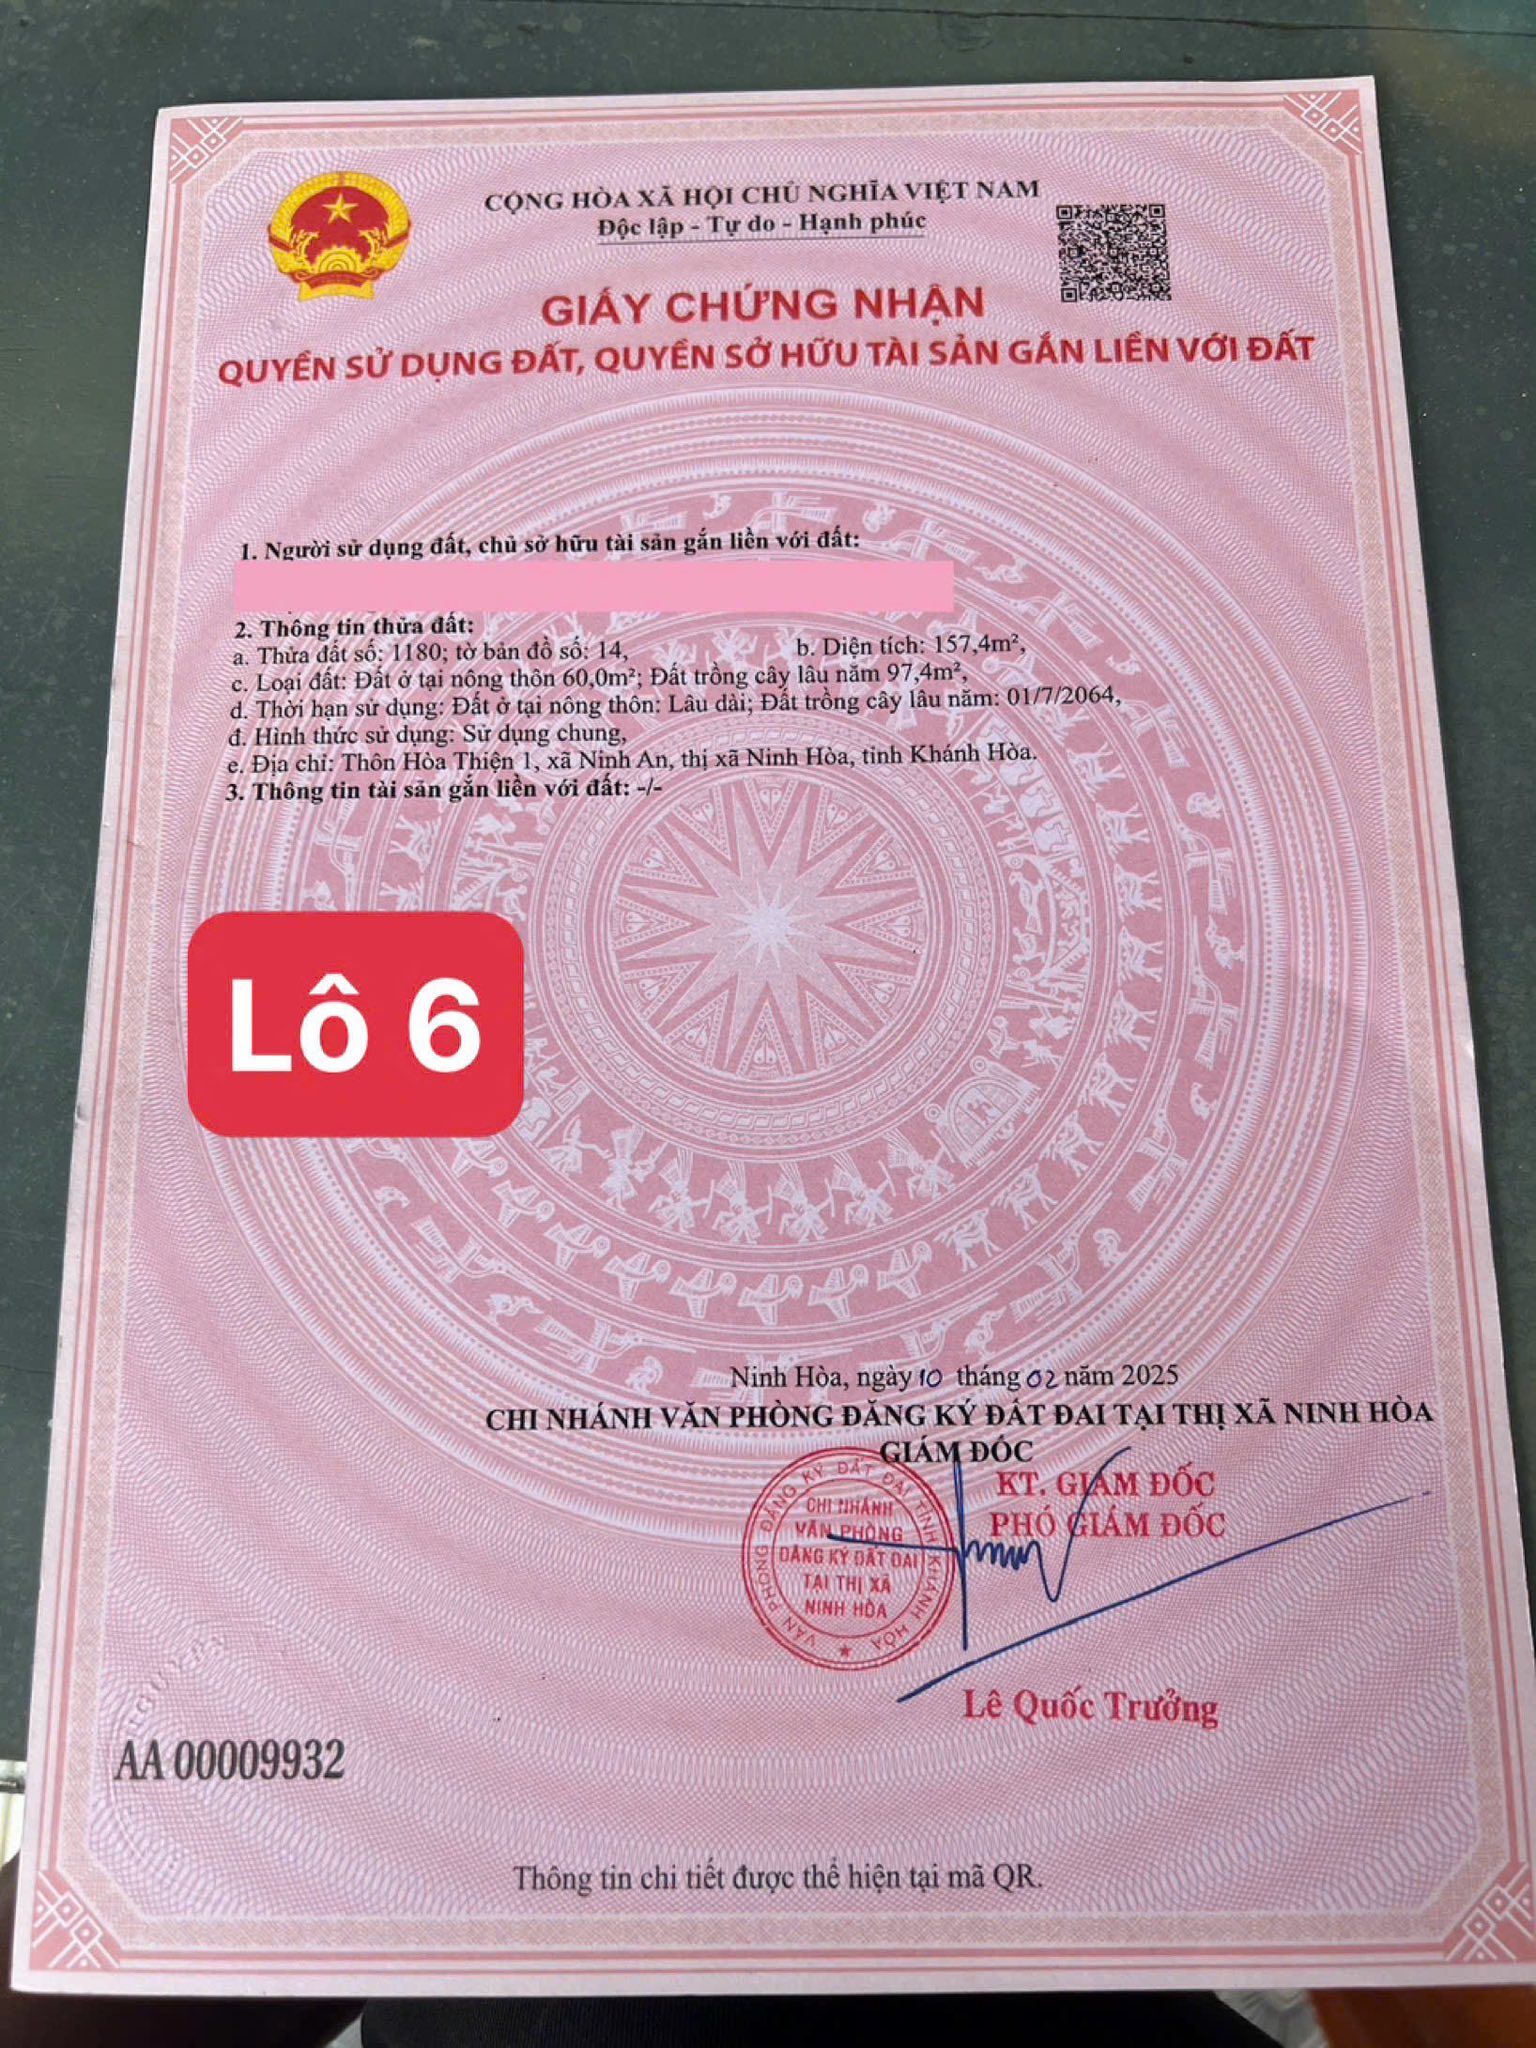 CỘNG HÒA XÃ HỘI CHỦ NGHĨA VIỆT NAM
Độc lập - Tự do - Hạnh phúc
GIẤY CHỨNG NHẬN
QUYỀN SỬ DỤNG ĐẤT, QUYỀN SỞ HỮU TÀI SẢN GẮN LIỀN VỚI ĐẤT
1. Người sử dụng đất, chủ sở hữu tài sản gắn liền với đất:
2. Thông tin thửa đất:
a. Thửa đất số: 1180; tờ bản đồ số: 14, b. Diện tích: 157,4m²,
c. Loại đất: Đất ở tại nông thôn 60,0m²; Đất trồng cây lâu năm 97,4m²,
d. Thời hạn sử dụng: Đất ở tại nông thôn: Lâu dài; Đất trồng cây lâu năm: 01/7/2064,
đ. Hình thức sử dụng: Sử dụng chung,
e. Địa chỉ: Thôn Hòa Thiện 1, xã Ninh An, thị xã Ninh Hòa, tỉnh Khánh Hòa.
3. Thông tin tài sản gắn liền với đất: -/-
Lô 6
Ninh Hòa, ngày 10 tháng 02 năm 2025
CHI NHÁNH VĂN PHÒNG ĐĂNG KÝ ĐẤT ĐAI TẠI THỊ XÃ NINH HÒA
GIÁM ĐỐC
KT. GIÁM ĐỐC
PHÓ GIÁM ĐỐC
VĂN PHÒNG ĐĂNG KÝ ĐẤT ĐAI TỈNH KHÁNH HÒA
CHI NHÁNH
VĂN PHÒNG
ĐĂNG KÝ ĐẤT ĐAI
TẠI THỊ XÃ
NINH HÒA
Lê Quốc Trưởng
AA 00009932
Thông tin chi tiết được thể hiện tại mã QR.